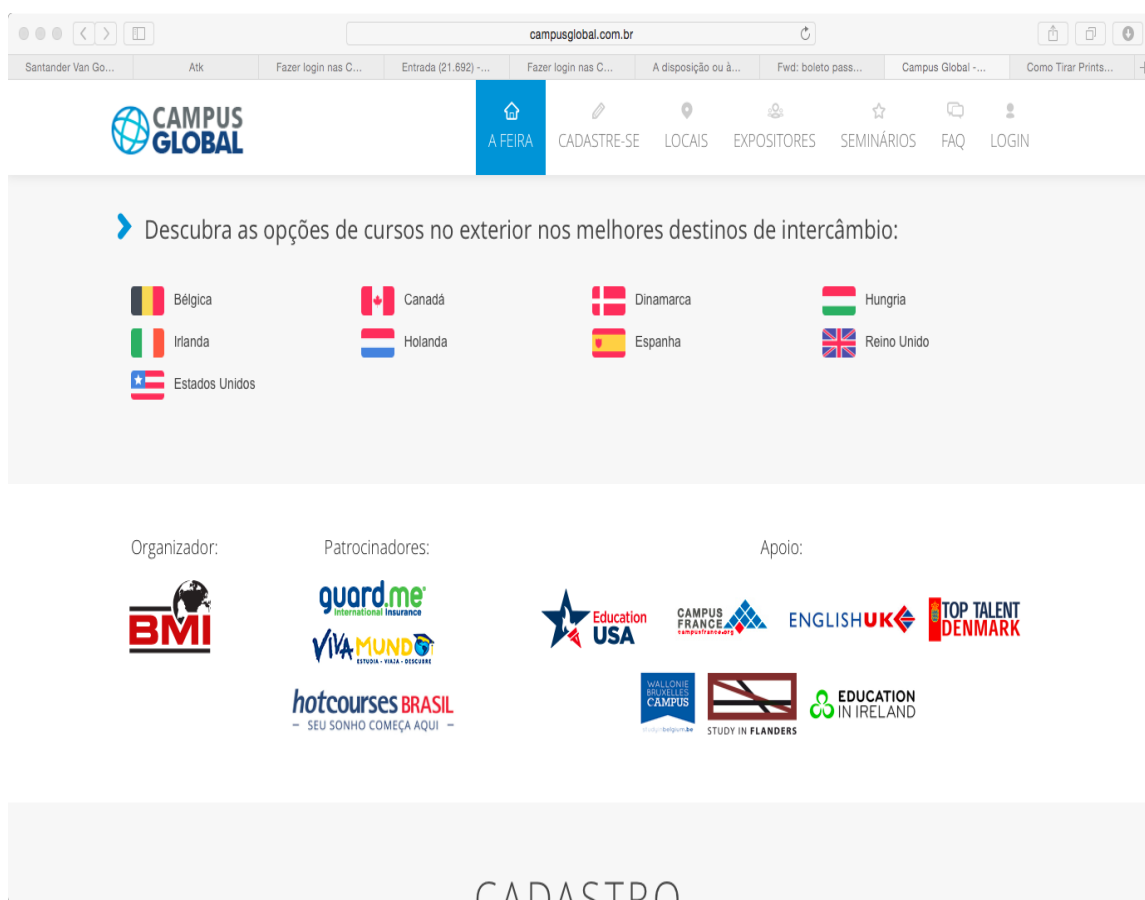 campusglobal.com.br
Santander Van Go... Atk Fazer login nas C... Entrada (21.692) -... Fazer login nas C... A disposição ou à... Fwd: boleto pass... Campus Global -... Como Tirar Prints...
CAMPUS
GLOBAL
A FEIRA CADASTRE-SE LOCAIS EXPOSITORES SEMINÁRIOS FAQ LOGIN
Descubra as opções de cursos no exterior nos melhores destinos de intercâmbio:
Bélgica Canadá Dinamarca Hungria
Irlanda Holanda Espanha Reino Unido
Estados Unidos
Organizador: Patrocinadores: Apoio:
BMI
guard.me
International Insurance
VIVA MUNDO
ESTUDIA - VIAJA - DESCUBRE
hotcourses BRASIL
– SEU SONHO COMEÇA AQUI –
Education
USA
CAMPUS
FRANCE
campusfrance.org
ENGLISHUK
TOP TALENT
DENMARK
WALLONIE
BRUXELLES
CAMPUS
studyinbelgium.be
STUDY IN FLANDERS
EDUCATION
IN IRELAND
CADASTRO